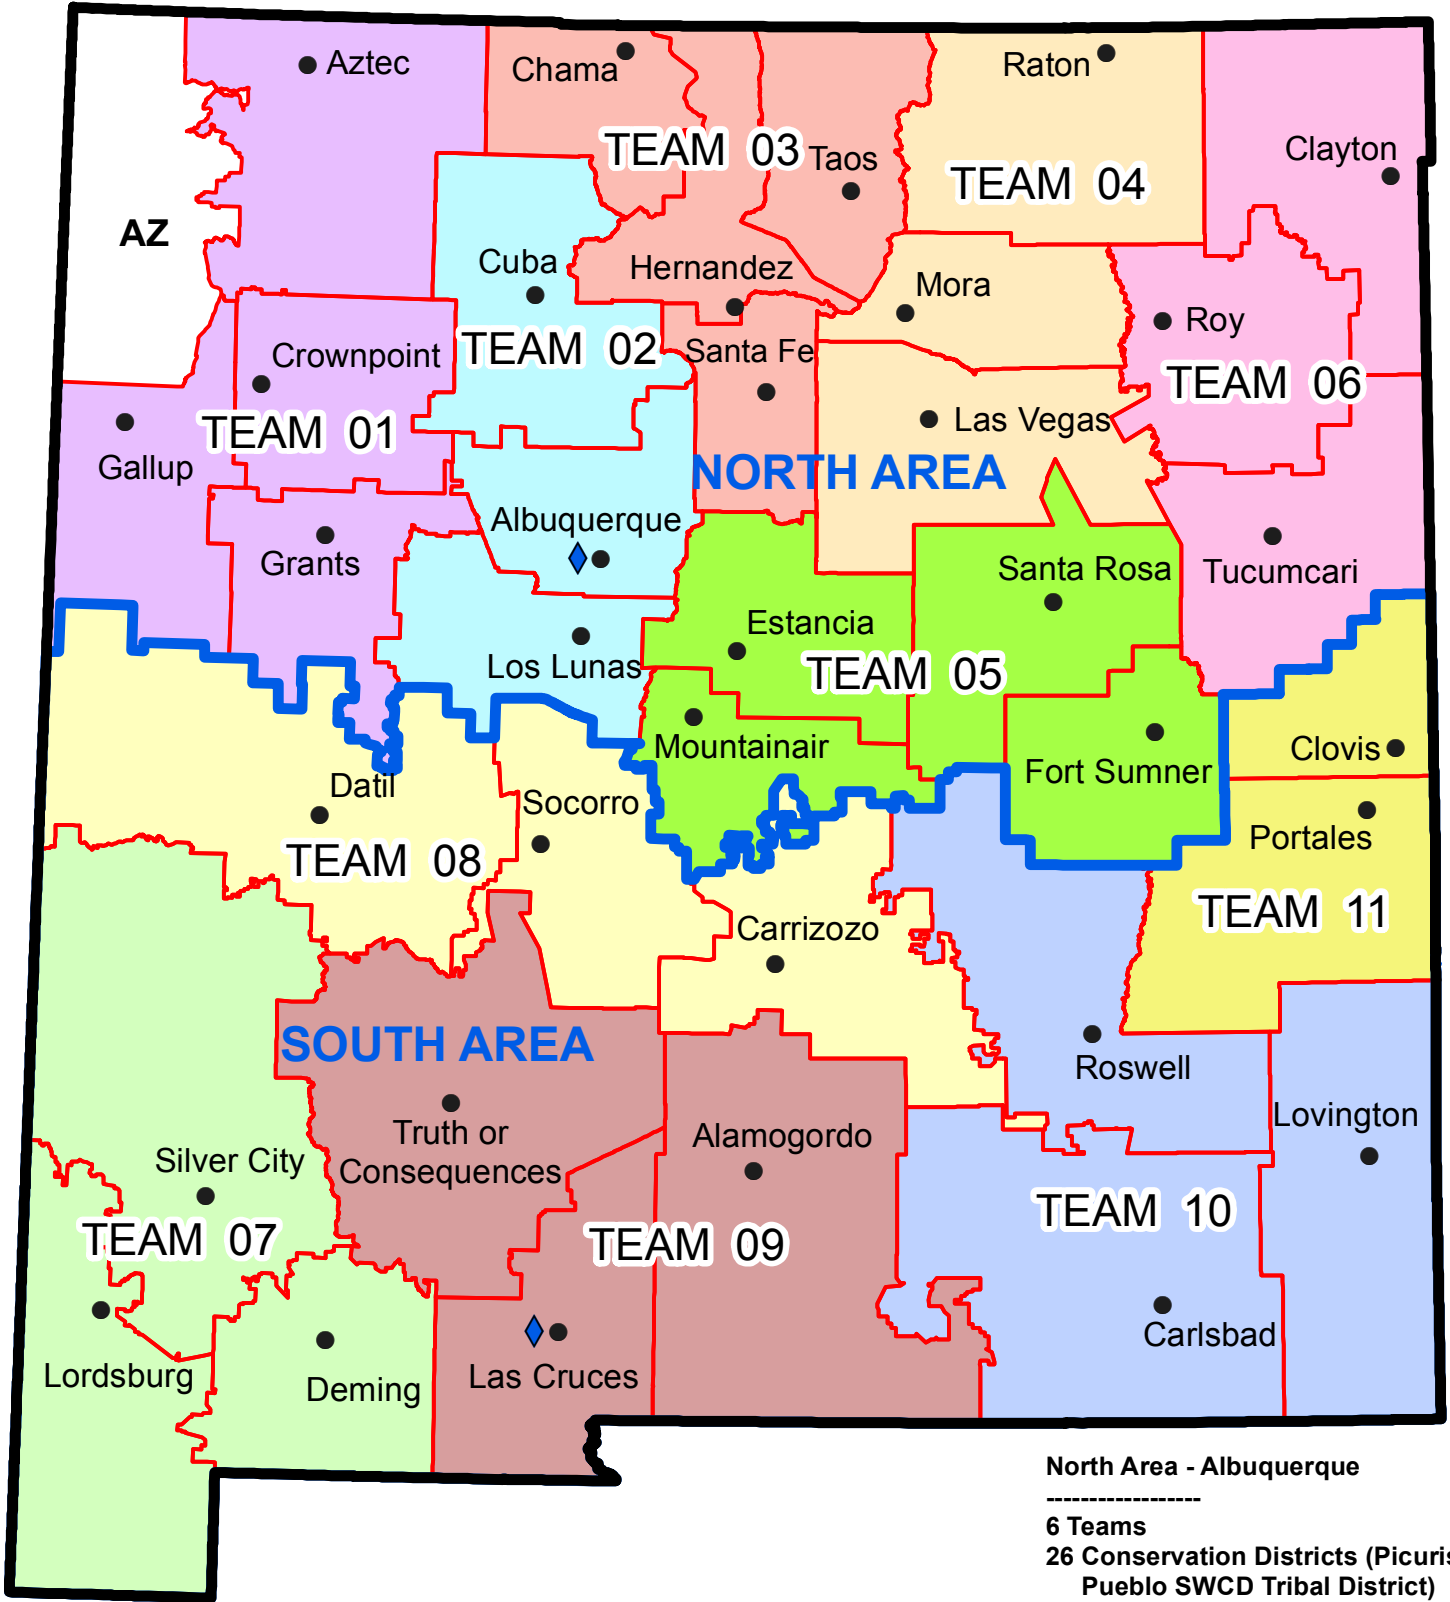 Aztec
Chama
Raton
TEAM 03
Taos
Clayton
TEAM 04
AZ
Cuba
Hernandez
Mora
Roy
Crownpoint
TEAM 02
Santa Fe
TEAM 06
TEAM 01
Las Vegas
Gallup
NORTH AREA
Albuquerque
Grants
Santa Rosa
Tucumcari
Estancia
Los Lunas
TEAM 05
Mountainair
Clovis
Fort Sumner
Datil
Socorro
Portales
TEAM 08
TEAM 11
Carrizozo
SOUTH AREA
Roswell
Truth or
Consequences
Alamogordo
Lovington
Silver City
TEAM 07
TEAM 09
TEAM 10
Carlsbad
Lordsburg
Deming
Las Cruces
North Area - Albuquerque
------------------
6 Teams
26 Conservation Districts (Picuris
Pueblo SWCD Tribal District)